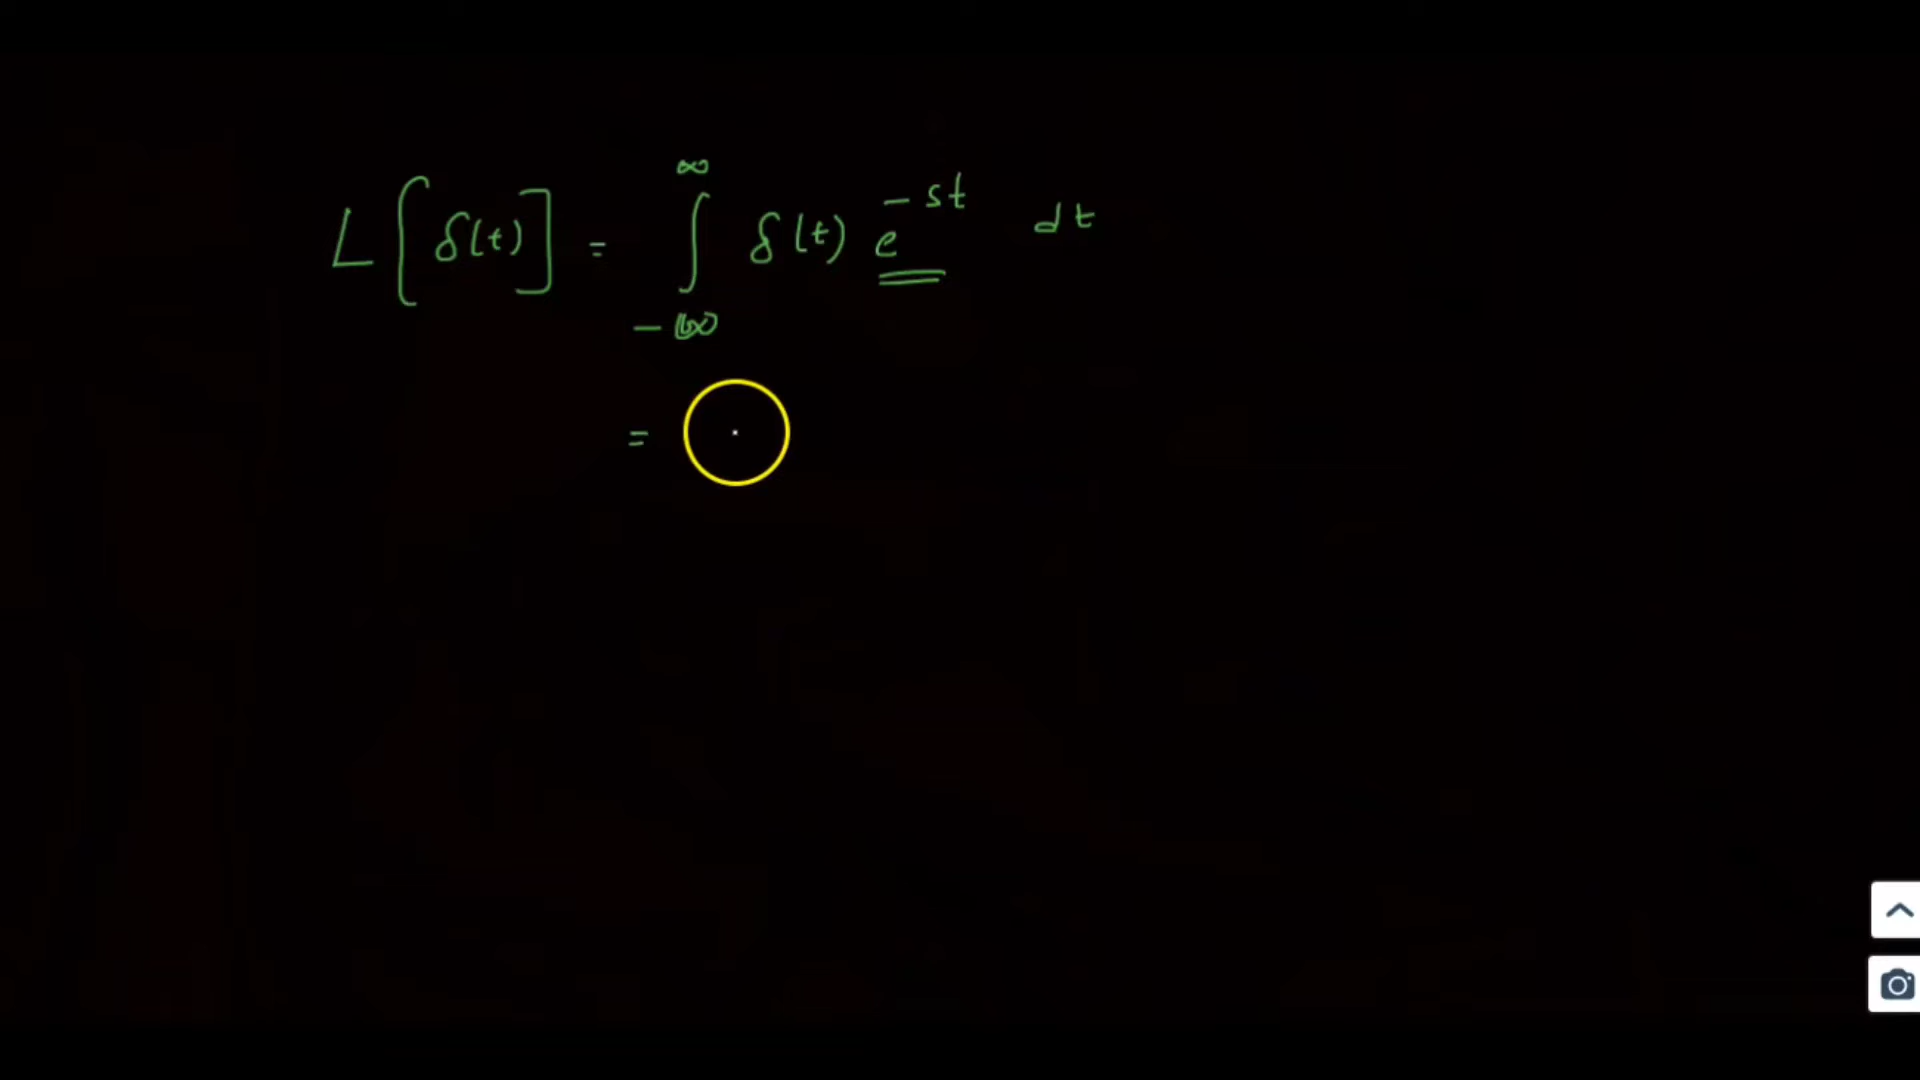 L[δ(t)] = ∫_{-∞}^{∞} δ(t) e^{-st} dt
=